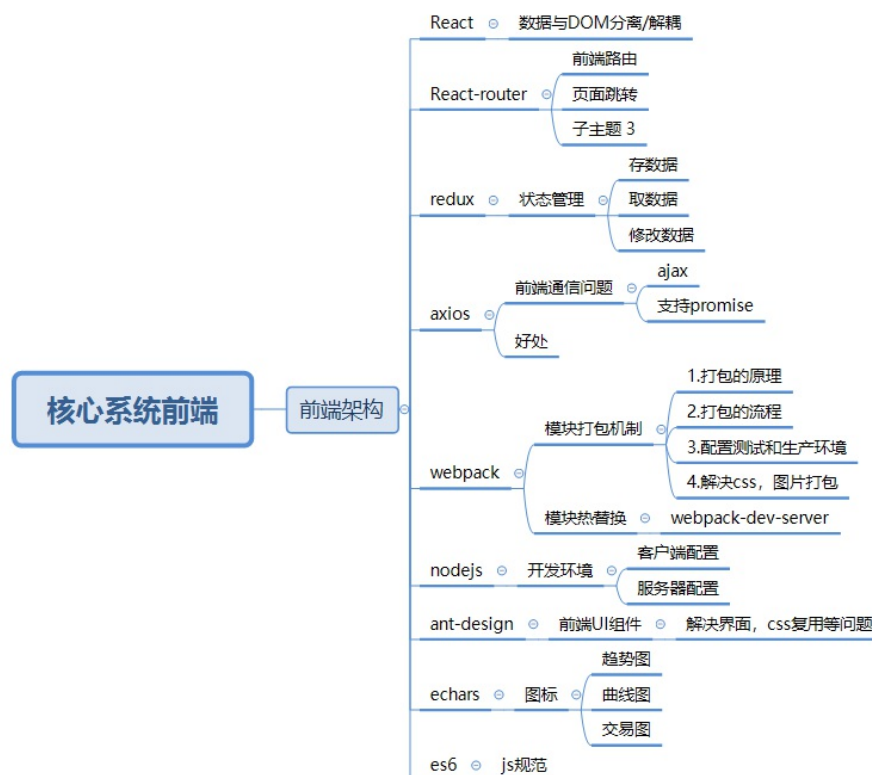 核心系统前端
前端架构
React
数据与DOM分离/解耦
React-router
前端路由
页面跳转
子主题 3
redux
状态管理
存数据
取数据
修改数据
axios
前端通信问题
ajax
支持promise
好处
webpack
模块打包机制
1.打包的原理
2.打包的流程
3.配置测试和生产环境
4.解决css，图片打包
模块热替换
webpack-dev-server
nodejs
开发环境
客户端配置
服务器配置
ant-design
前端UI组件
解决界面，css复用等问题
echars
图标
趋势图
曲线图
交易图
es6
js规范